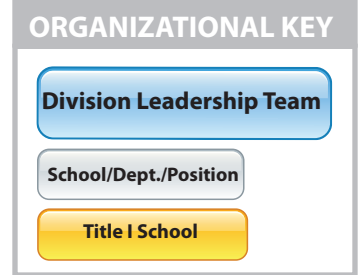 ORGANIZATIONAL KEY
Division Leadership Team
School/Dept./Position
Title I School